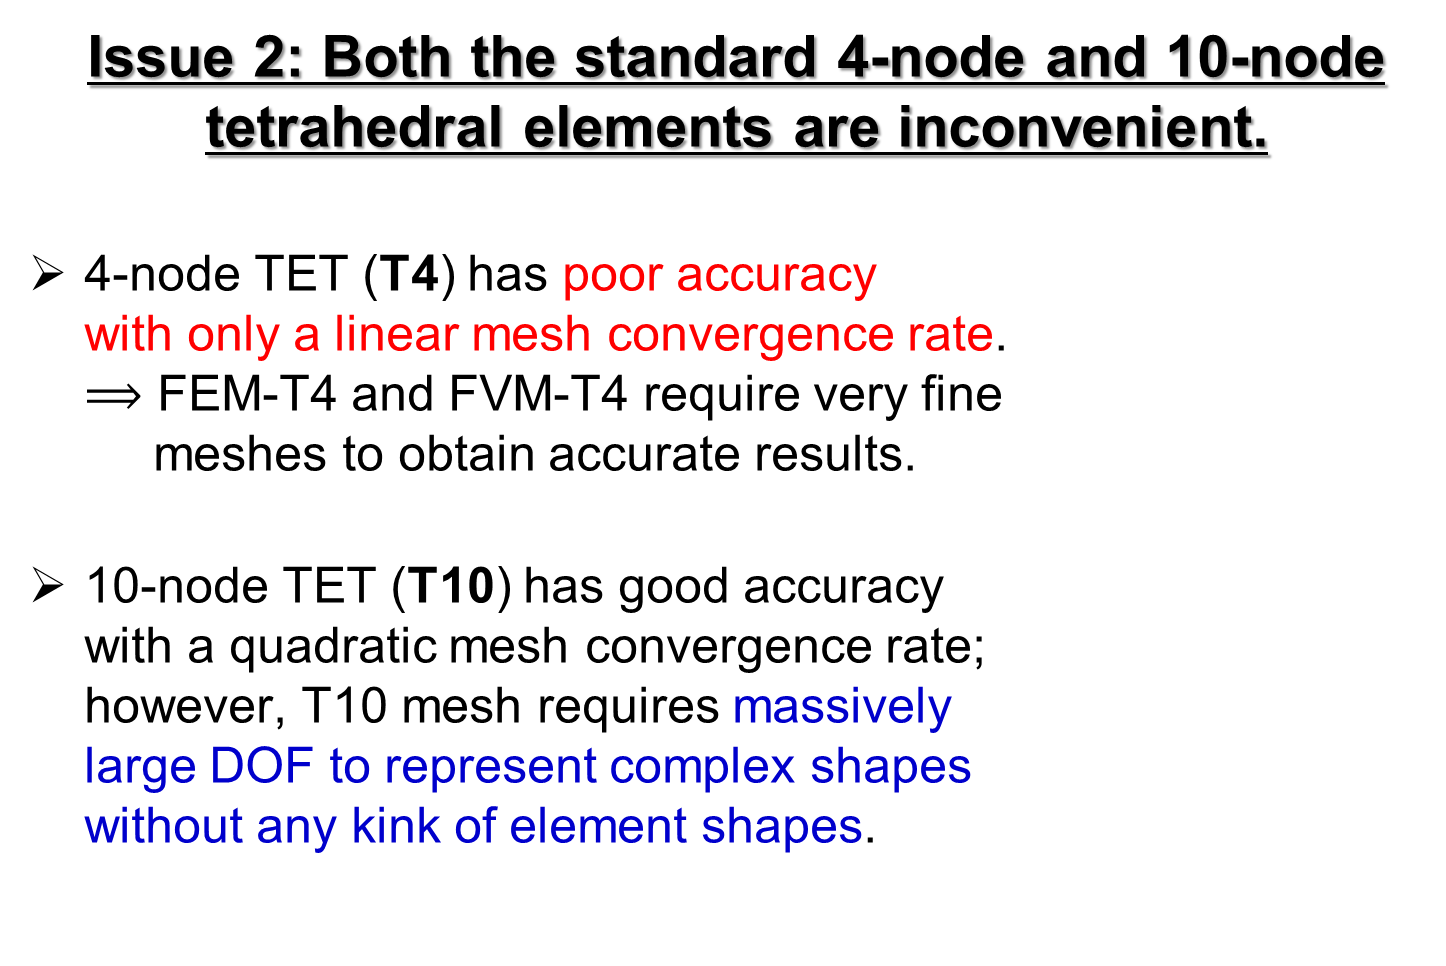 Issue 2: Both the standard 4-node and 10-node
tetrahedral elements are inconvenient.
➢ 4-node TET (T4) has poor accuracy
with only a linear mesh convergence rate.
⟹ FEM-T4 and FVM-T4 require very fine
meshes to obtain accurate results.
➢ 10-node TET (T10) has good accuracy
with a quadratic mesh convergence rate;
however, T10 mesh requires massively
large DOF to represent complex shapes
without any kink of element shapes.